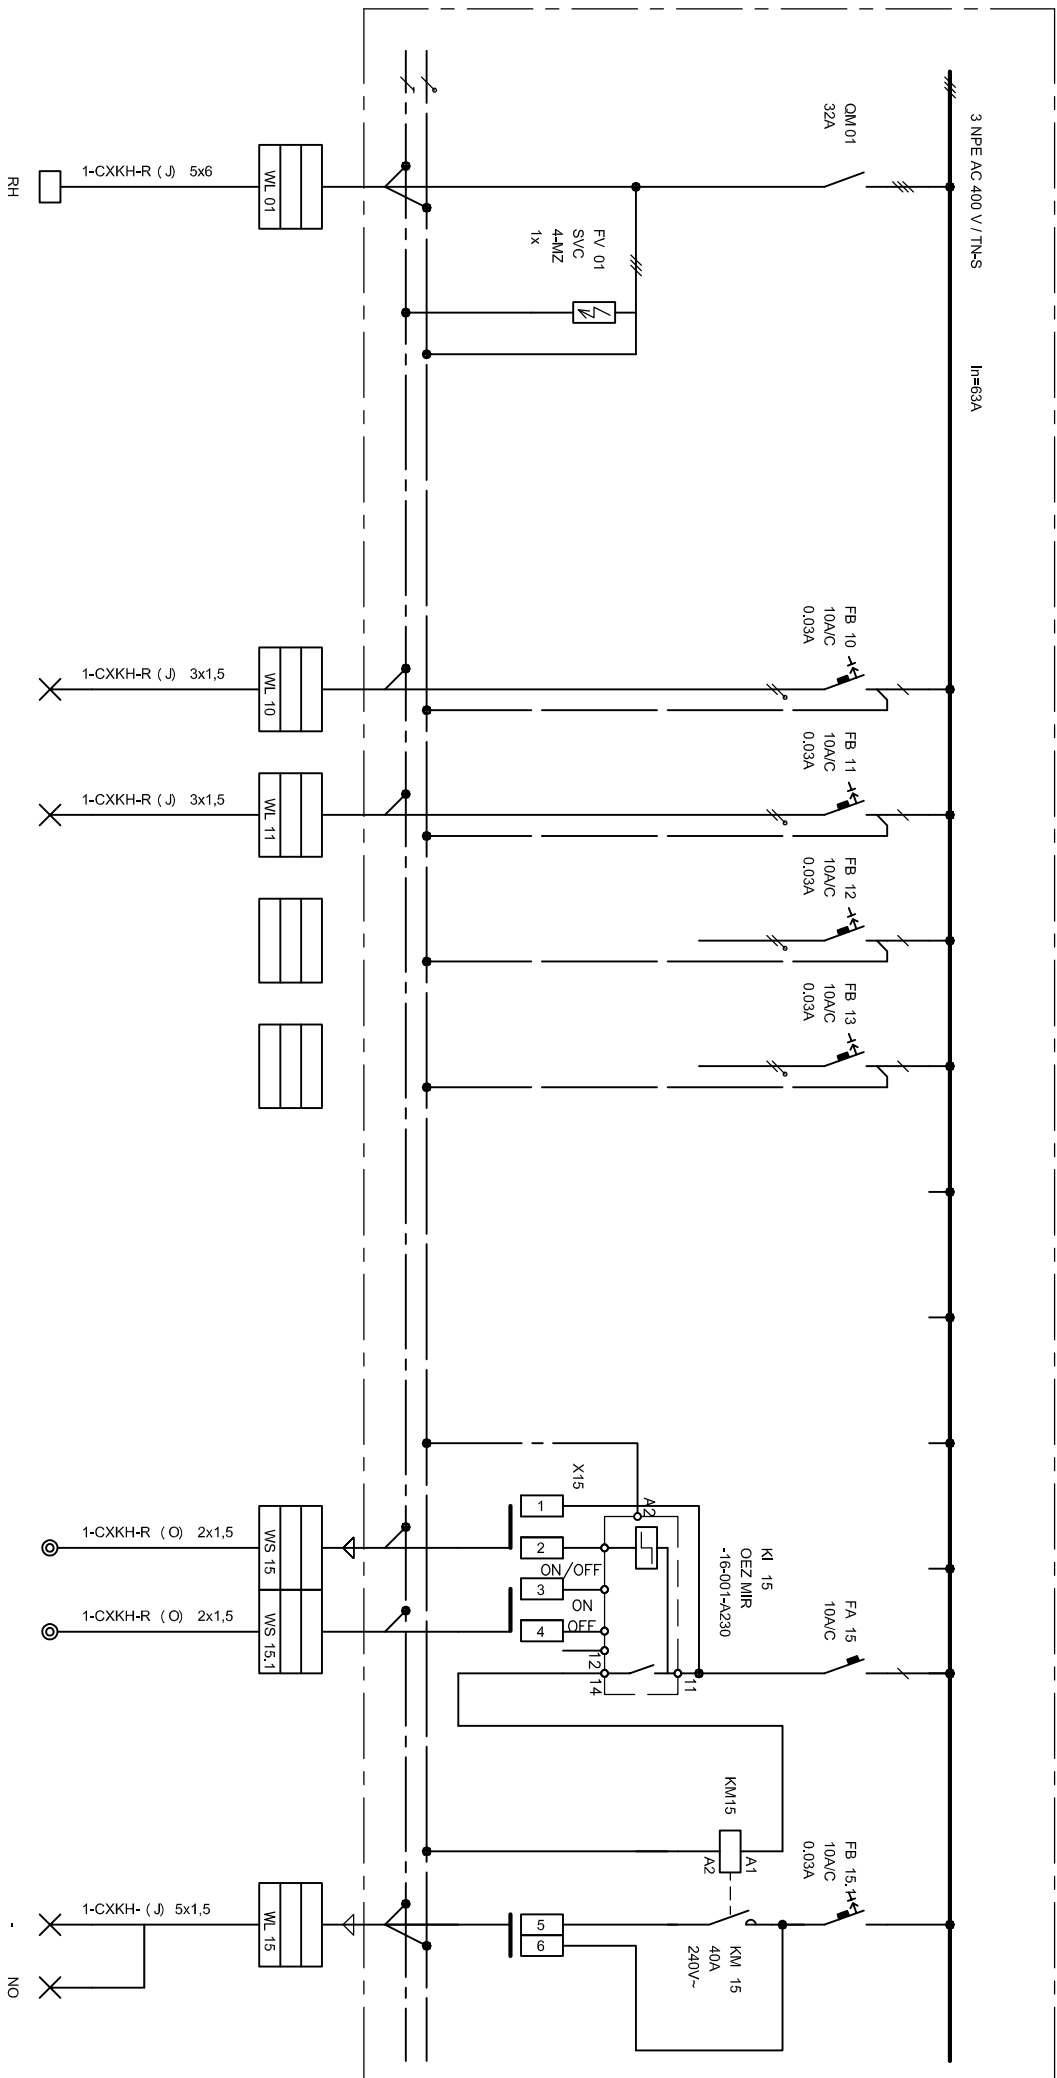 3 NPE AC 400 V / TN-S
In=63A
QM01
32A
FV 01
SVC
4-MZ
1x
WL 01
1-CXKH-R ( J) 5x6
RH
FB 10
10A/C
0.03A
WL 10
1-CXKH-R ( J) 3x1,5
FB 11
10A/C
0.03A
WL 11
1-CXKH-R ( J) 3x1,5
FB 12
10A/C
0.03A
FB 13
10A/C
0.03A
KI 15
OEZ MIR
-16-001-A230
A2
X15
1
2
ON/OFF
3
ON
4
OFF
12
14
11
FA 15
10A/C
WS 15
1-CXKH-R ( O) 2x1,5
WS 15.1
1-CXKH-R ( O) 2x1,5
KM15
A1
A2
FB 15.1
10A/C
0.03A
KM 15
40A
240V~
5
6
WL 15
1-CXKH- ( J) 5x1,5
-
NO